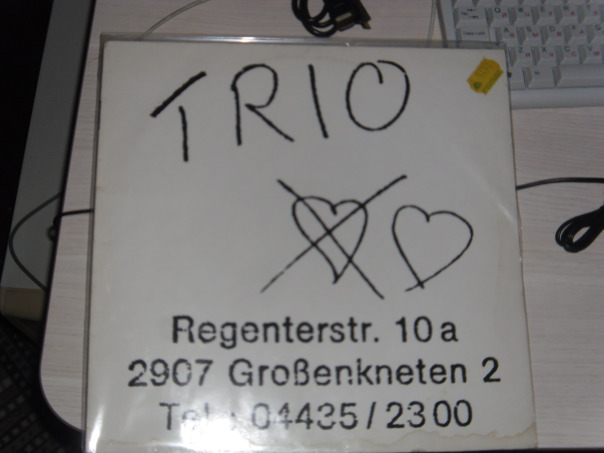 TRIO
Regenterstr. 10 a
2907 Großenkneten 2
Tel.: 04435/2300